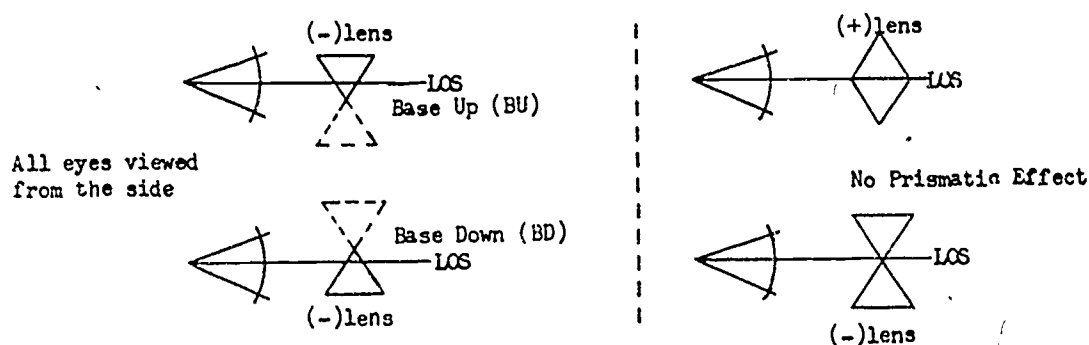 (-)lens
LOS
Base Up (BU)
All eyes viewed
from the side
Base Down (BD)
LOS
(-)lens
(+)lens
LOS
No Prismatic Effect
LOS
(-)lens